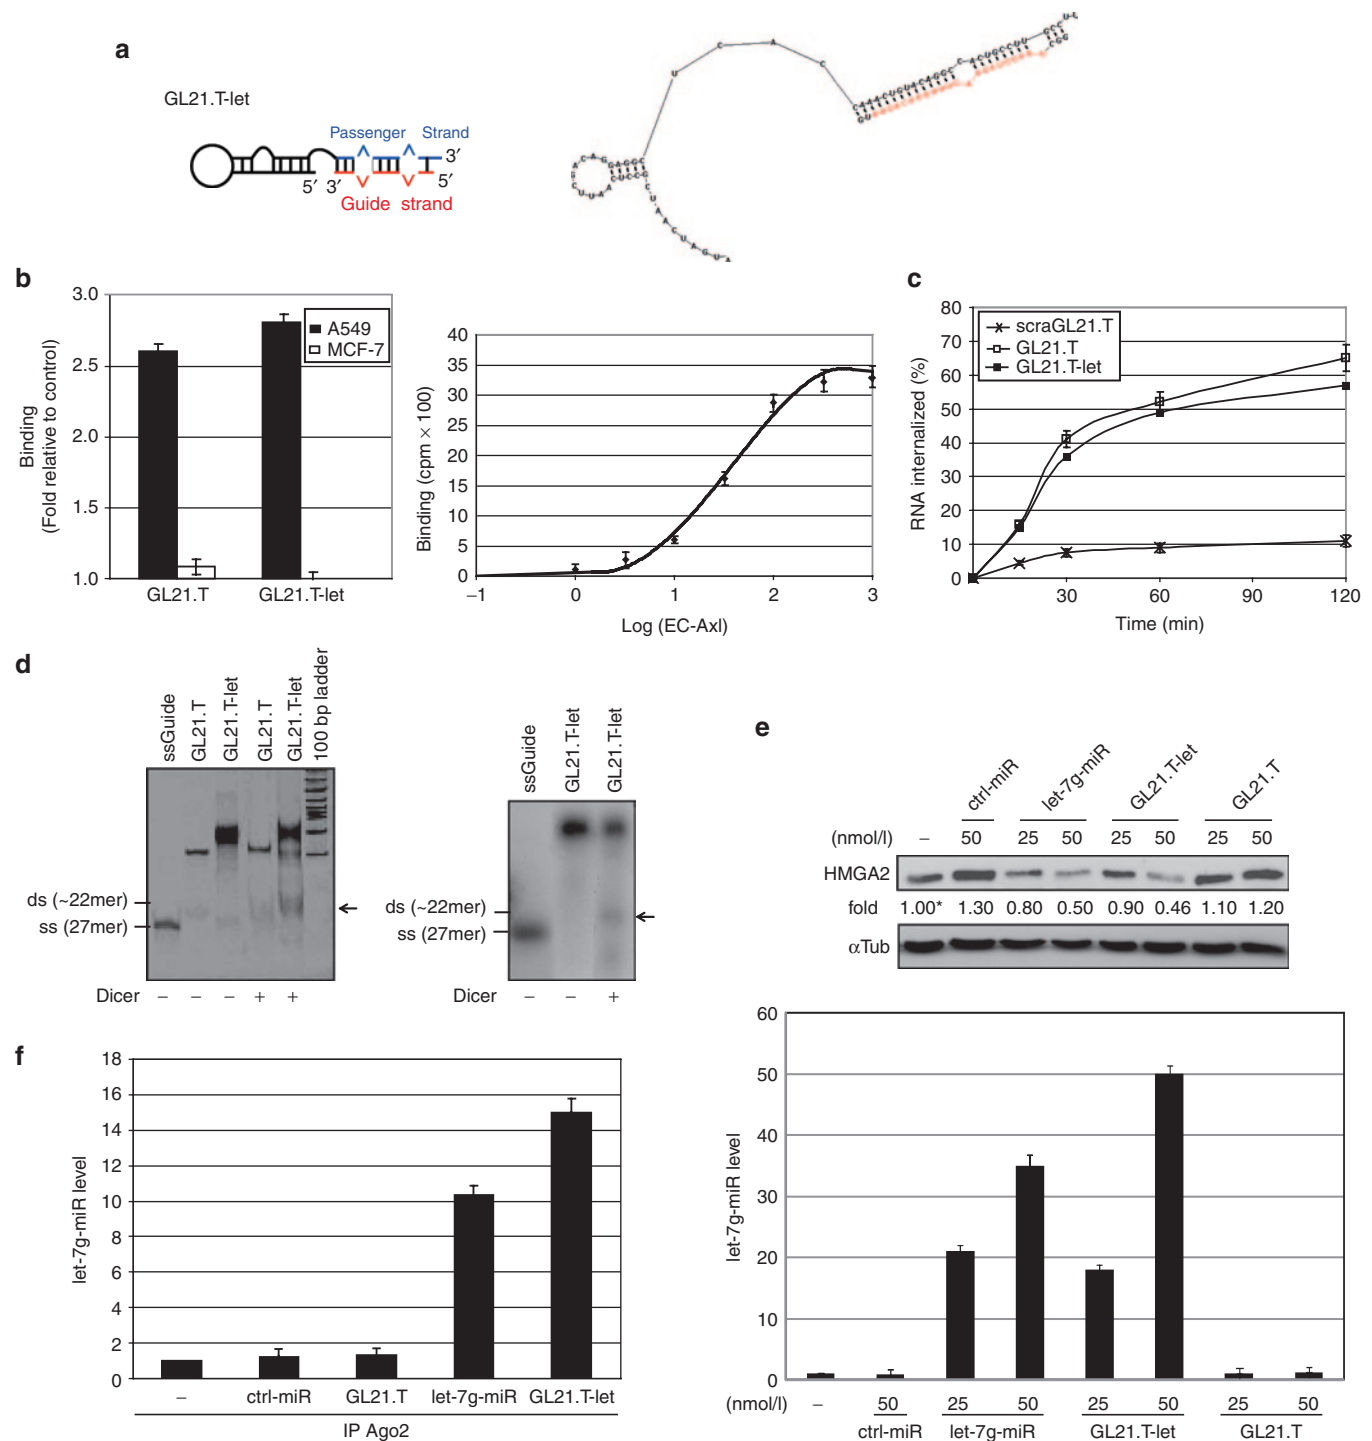 a
GL21.T-let
Passenger Strand
3′
5′ 3′ 5′
Guide strand
b
Binding
(Fold relative to control)
3.0
2.5
2.0
1.5
1.0
A549
MCF-7
GL21.T GL21.T-let
Binding (cpm × 100)
40
35
30
25
20
15
10
5
0
−1 0 1 2 3
Log (EC-Axl)
c
RNA internalized (%)
80
70
60
50
40
30
20
10
0
scraGL21.T
GL21.T
GL21.T-let
30 60 90 120
Time (min)
d
ssGuide
GL21.T
GL21.T-let
GL21.T
GL21.T-let
100 bp ladder
ds (~22mer)
ss (27mer)
Dicer − − − + +
ssGuide
GL21.T-let
GL21.T-let
ds (~22mer)
ss (27mer)
Dicer − − +
e
ctrl-miR let-7g-miR GL21.T-let GL21.T
(nmol/l) − 50 25 50 25 50 25 50
HMGA2
fold 1.00* 1.30 0.80 0.50 0.90 0.46 1.10 1.20
αTub
let-7g-miR level
60
50
40
30
20
10
0
(nmol/l) − 50 25 50 25 50 25 50
ctrl-miR let-7g-miR GL21.T-let GL21.T
f
let-7g-miR level
18
16
14
12
10
8
6
4
2
0
− ctrl-miR GL21.T let-7g-miR GL21.T-let
IP Ago2